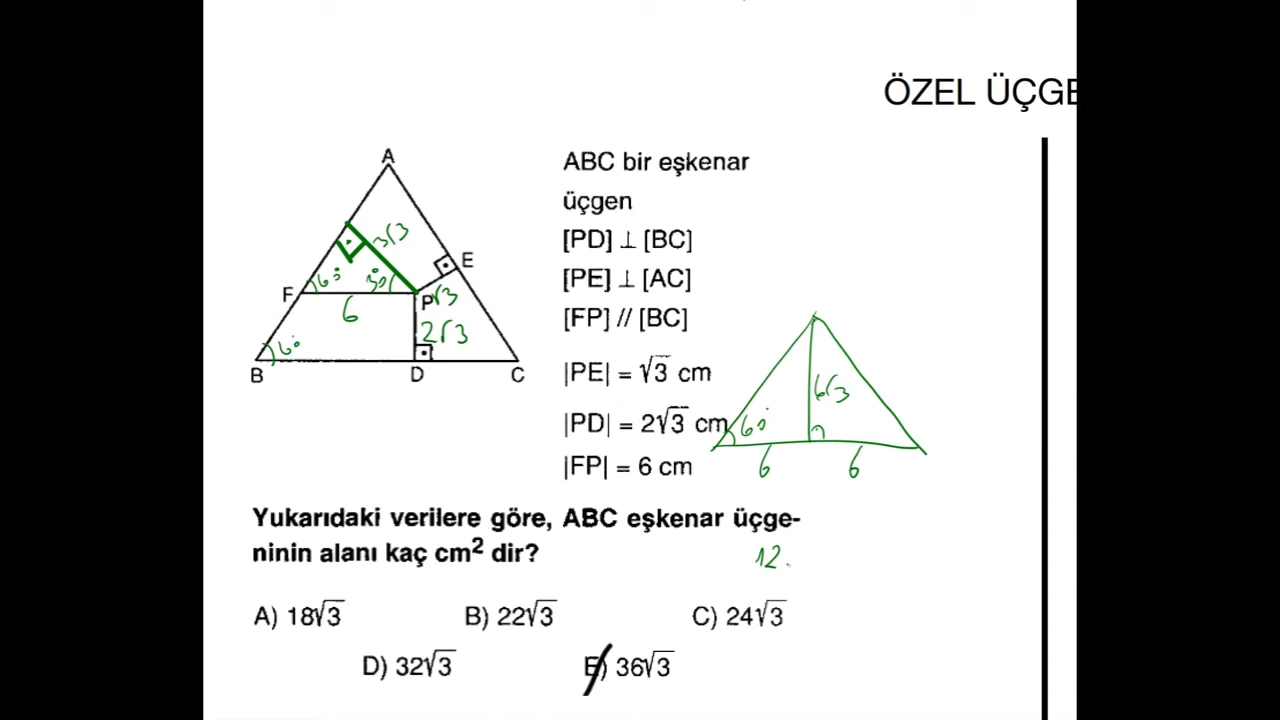 ÖZEL ÜÇGE
A
ABC bir eşkenar
üçgen
[PD] ⊥ [BC]
[PE] ⊥ [AC]
[FP] // [BC]
|PE| = √3 cm
|PD| = 2√3 cm
|FP| = 6 cm
3√3
E
60°
30°
F
P
√3
6
2√3
60°
B
D
C
6√3
60°
6
6
Yukarıdaki verilere göre, ABC eşkenar üçge-
ninin alanı kaç cm² dir?
12.
A) 18√3
B) 22√3
C) 24√3
D) 32√3
E) 36√3